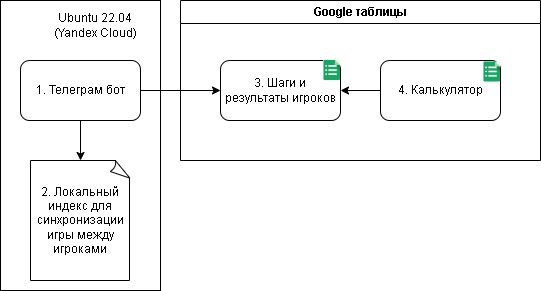 Ubuntu 22.04
(Yandex Cloud)
Google таблицы
1. Телеграм бот
3. Шаги и
результаты игроков
4. Калькулятор
2. Локальный
индекс для
синхронизации
игры между
игроками